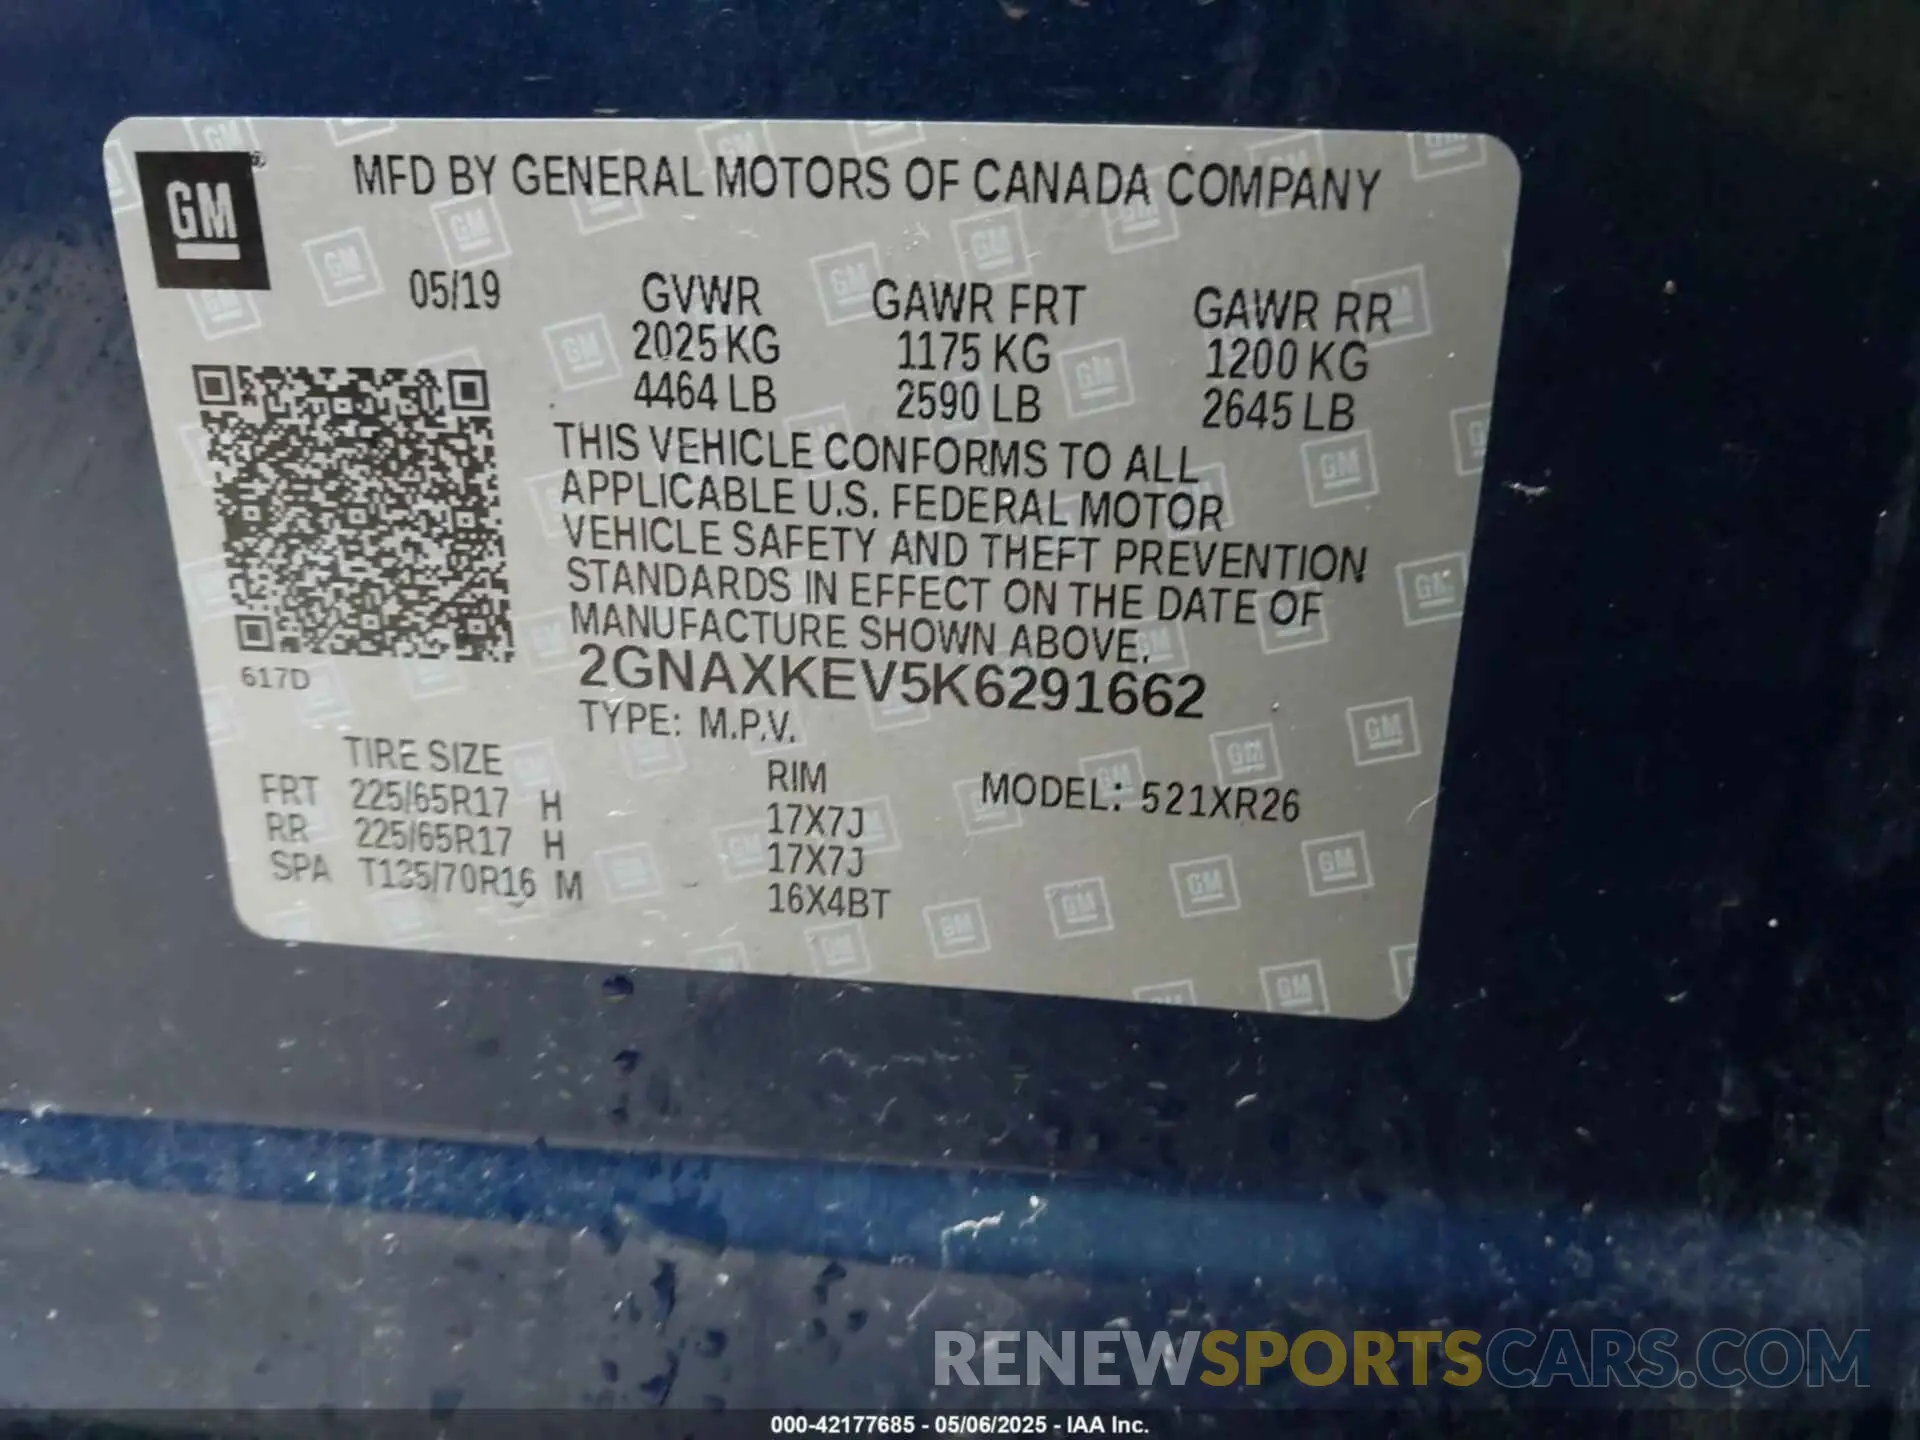 GM
MFD BY GENERAL MOTORS OF CANADA COMPANY
05/19
GVWR
2025 KG
4464 LB
GAWR FRT
1175 KG
2590 LB
GAWR RR
1200 KG
2645 LB
THIS VEHICLE CONFORMS TO ALL
APPLICABLE U.S. FEDERAL MOTOR
VEHICLE SAFETY AND THEFT PREVENTION
STANDARDS IN EFFECT ON THE DATE OF
MANUFACTURE SHOWN ABOVE.
2GNAXKEV5K6291662
617D
TYPE: M.P.V.
TIRE SIZE
RIM
MODEL: 521XR26
FRT 225/65R17 H 17X7J
RR 225/65R17 H 17X7J
SPA T135/70R16 M 16X4BT
RENEWSPORTSCARS.COM
000-42177685 - 05/06/2025 - IAA Inc.